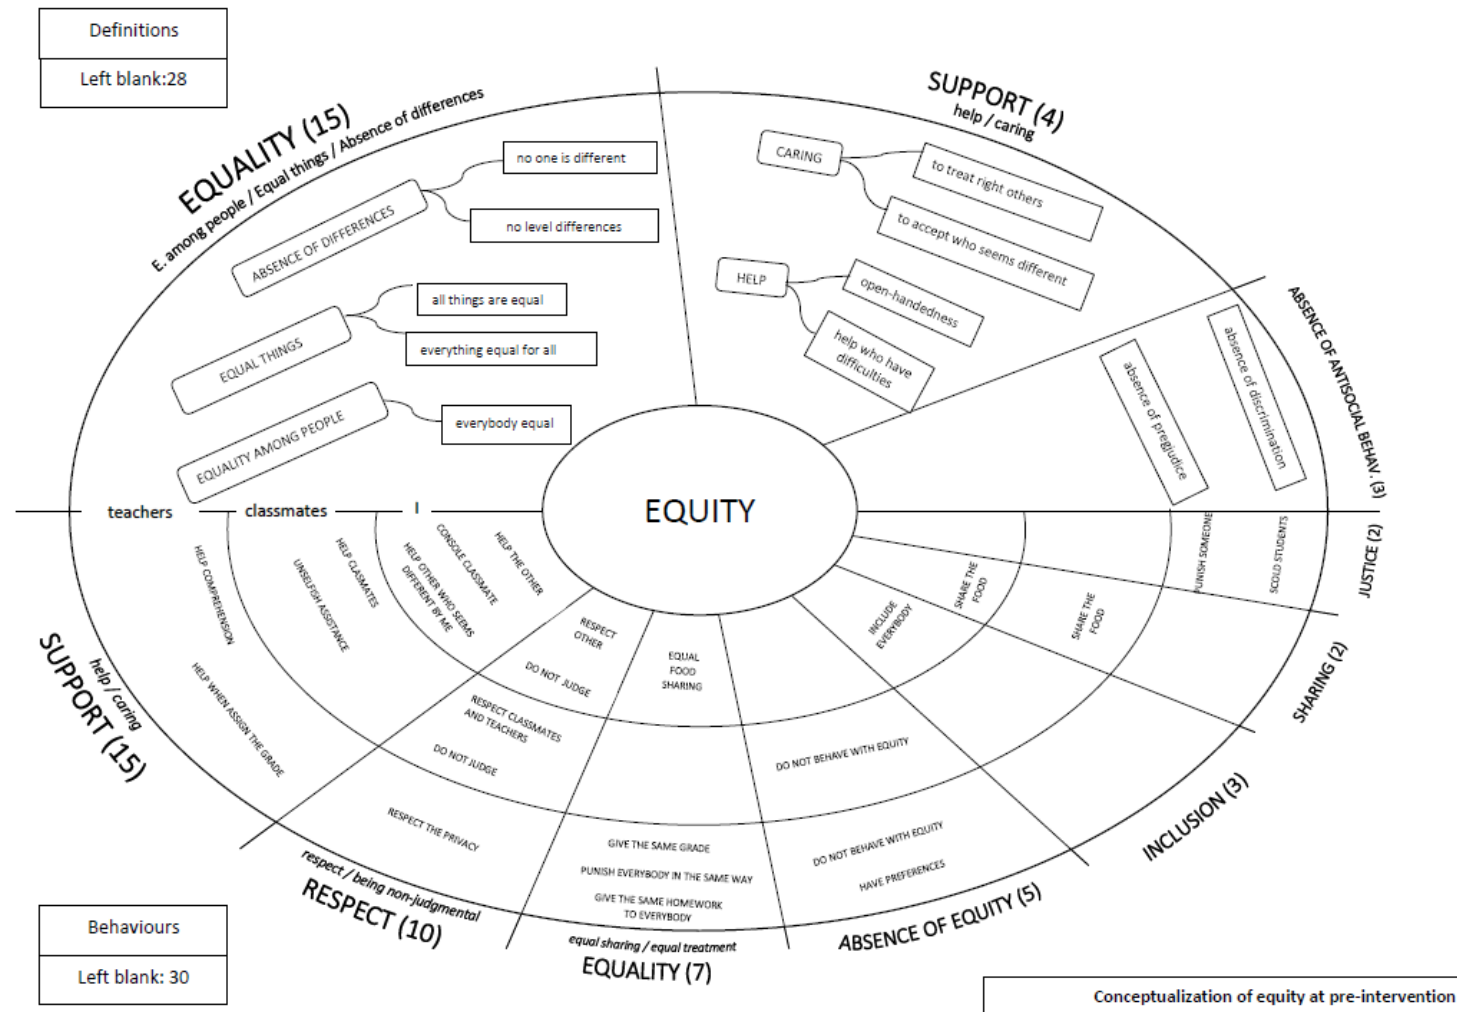 Definitions
Left blank:28
EQUALITY (15)
E. among people / Equal things / Absence of differences
ABSENCE OF DIFFERENCES
no one is different
no level differences
EQUAL THINGS
all things are equal
everything equal for all
EQUALITY AMONG PEOPLE
everybody equal
SUPPORT (4)
help / caring
CARING
to treat right others
to accept who seems different
HELP
open-handedness
help who have
difficulties
ABSENCE OF ANTISOCIAL BEHAV. (3)
absence of pregjudice
absence of discrimination
EQUITY
teachers
classmates
I
SUPPORT (15)
help / caring
HELP COMPREHENSION
HELP WHEN ASSIGN THE GRADE
HELP CLASMATES
UNSELFISH ASSISTANCE
HELP THE OTHER
CONSOLE CLASSMATE
HELP OTHER WHO SEEMS
DIFFERENT BY ME
RESPECT
OTHER
DO NOT JUDGE
RESPECT CLASSMATES
AND TEACHERS
DO NOT JUDGE
RESPECT THE PRIVACY
respect / being non-judgmental
RESPECT (10)
EQUAL
FOOD
SHARING
GIVE THE SAME GRADE
PUNISH EVERYBODY IN THE SAME WAY
GIVE THE SAME HOMEWORK
TO EVERYBODY
equal sharing / equal treatment
EQUALITY (7)
DO NOT BEHAVE WITH EQUITY
DO NOT BEHAVE WITH EQUITY
HAVE PREFERENCES
ABSENCE OF EQUITY (5)
INCLUDE
EVERYBODY
INCLUSION (3)
SHARE THE
FOOD
SHARE THE
FOOD
SHARING (2)
PUNISH SOMEONE
SCOLD STUDENTS
JUSTICE (2)
Behaviours
Left blank: 30
Conceptualization of equity at pre-intervention